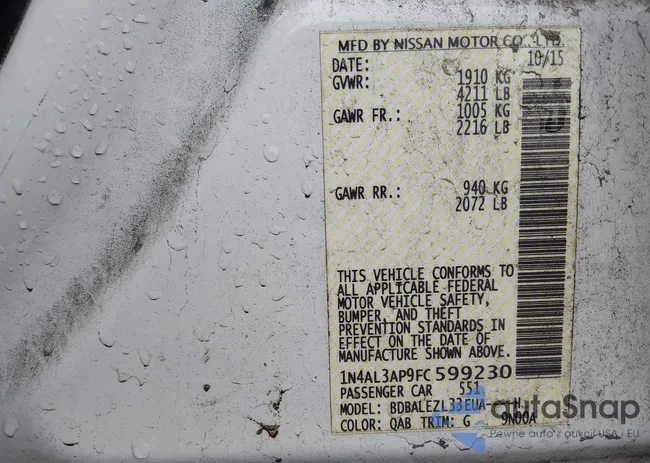 MFD BY NISSAN MOTOR CO., LTD.
DATE: 10/15
GVWR: 1910 KG
4211 LB
GAWR FR.: 1005 KG
2216 LB
GAWR RR.: 940 KG
2072 LB
THIS VEHICLE CONFORMS TO
ALL APPLICABLE FEDERAL
MOTOR VEHICLE SAFETY,
BUMPER, AND THEFT
PREVENTION STANDARDS IN
EFFECT ON THE DATE OF
MANUFACTURE SHOWN ABOVE.
1N4AL3AP9FC599230
PASSENGER CAR 551
MODEL: BDBALEZL33EUA-
COLOR: QAB TRIM: G 9N00A
autaSnap
Pewne auta z aukcji USA i EU